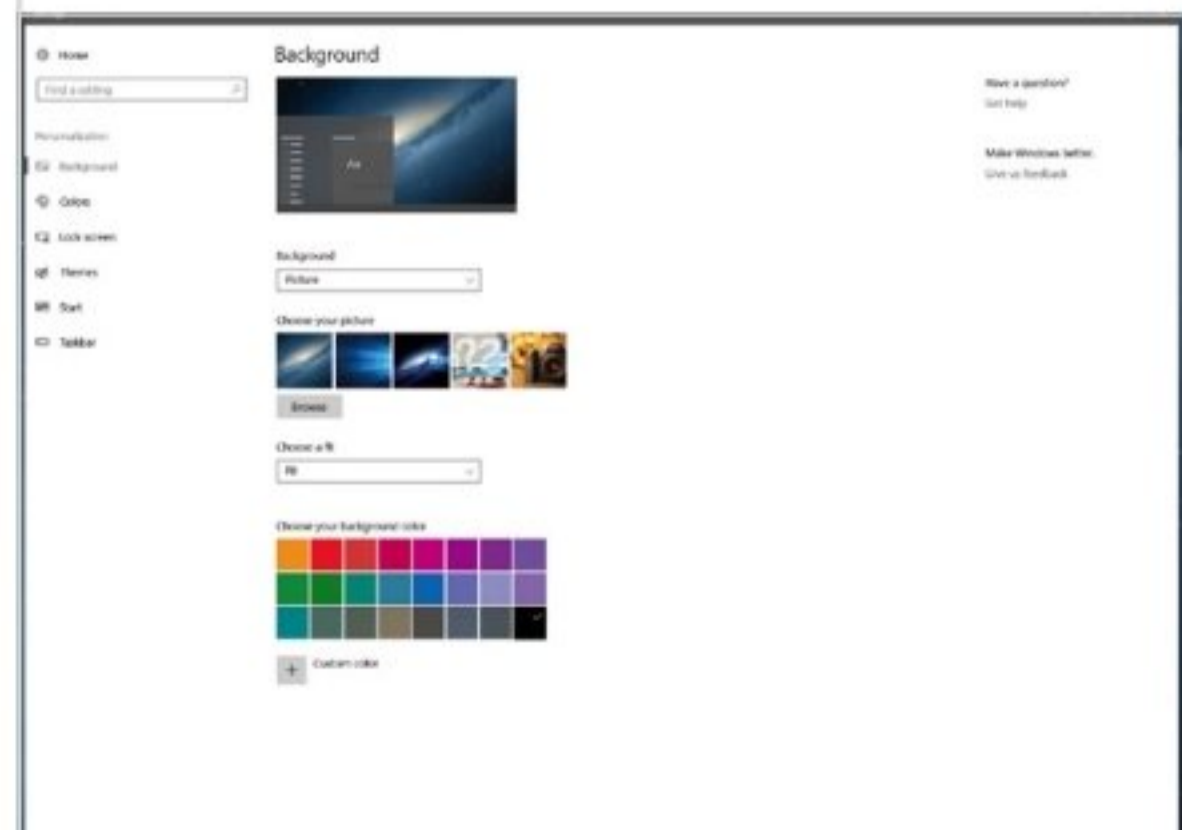 Home
Find a setting
Personalization
Background
Colors
Lock screen
Themes
Start
Taskbar
Background
Aa
Background
Picture
Choose your picture
Browse
Choose a fit
Fill
Choose your background color
Custom color
Have a question?
Get help
Make Windows better.
Give us feedback